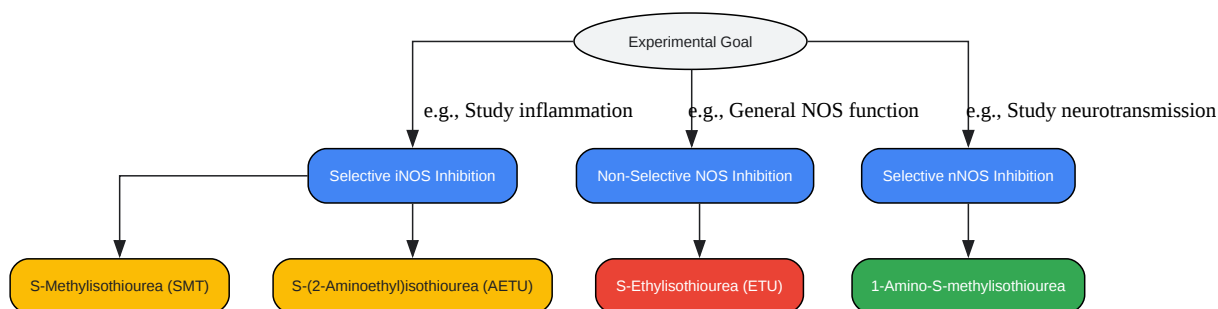 Experimental Goal
e.g., Study inflammation
e.g., General NOS function
e.g., Study neurotransmission
Selective iNOS Inhibition
Non-Selective NOS Inhibition
Selective nNOS Inhibition
S-Methylisothiourea (SMT)
S-(2-Aminoethyl)isothiourea (AETU)
S-Ethylisothiourea (ETU)
1-Amino-S-methylisothiourea